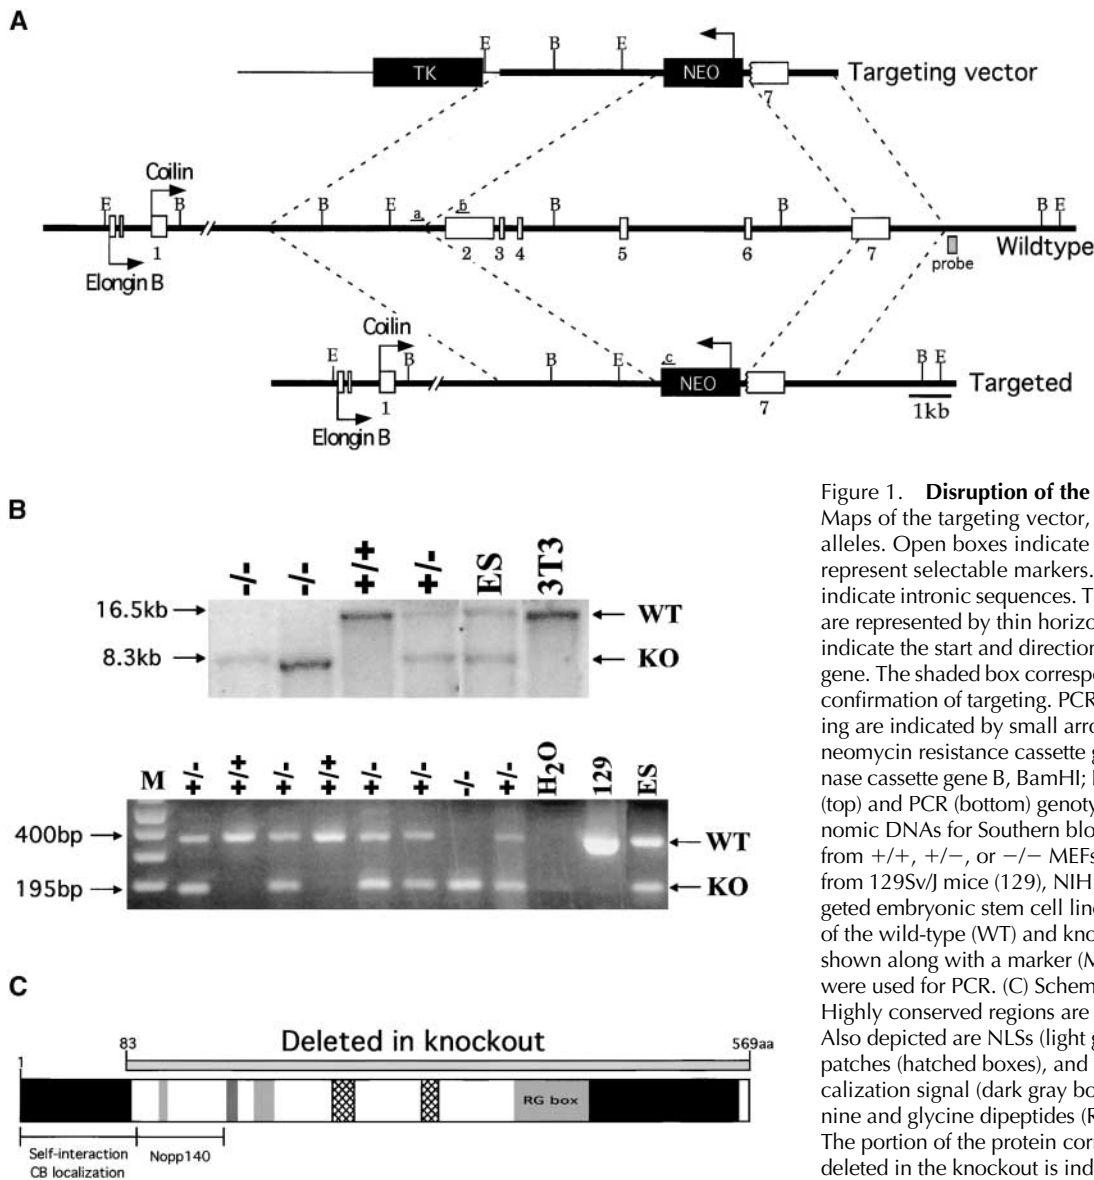 A
E B E
TK NEO 7 Targeting vector
Coilin
E B B E a b B B B E
1 2 3 4 5 6 7 probe Wildtype
Elongin B
Coilin
E B B E c B E
1 NEO 7 Targeted
Elongin B 1kb
B
-/- -/- +/+ +/- ES 3T3
16.5kb WT
8.3kb KO
M +/- +/+ +/- +/+ +/- +/- -/- +/- H2O 129 ES
400bp WT
195bp KO
C
1 83 Deleted in knockout 569aa
RG box
Self-interaction Nopp140
CB localization
Figure 1. Disruption of the
Maps of the targeting vector,
alleles. Open boxes indicate
represent selectable markers.
indicate intronic sequences. T
are represented by thin horizo
indicate the start and direction
gene. The shaded box correspo
confirmation of targeting. PCR
ing are indicated by small arro
neomycin resistance cassette g
nase cassette gene B, BamHI;
(top) and PCR (bottom) genoty
nomic DNAs for Southern blo
from +/+, +/−, or −/− MEFs
from 129Sv/J mice (129), NIH
geted embryonic stem cell line
of the wild-type (WT) and kno
shown along with a marker (M
were used for PCR. (C) Schem
Highly conserved regions are
Also depicted are NLSs (light g
patches (hatched boxes), and
calization signal (dark gray bo
nine and glycine dipeptides (R
The portion of the protein corr
deleted in the knockout is indi